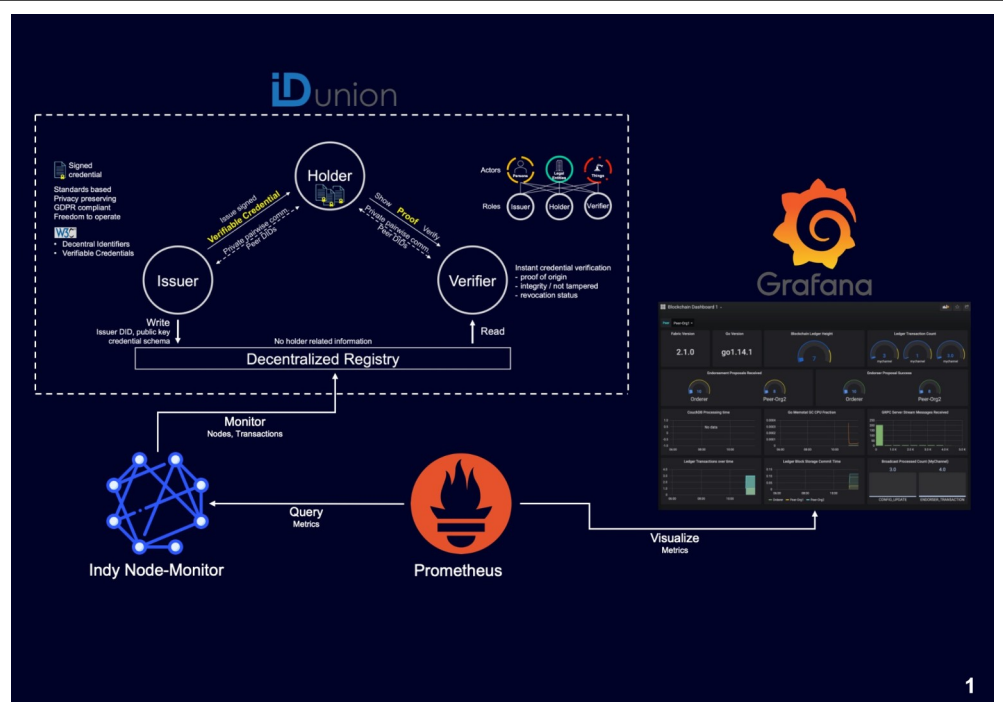 iDunion
Signed
credential
Standards based
Privacy preserving
GDPR compliant
Freedom to operate
W3C
• Decentral Identifiers
• Verifiable Credentials
Holder
Issue signed
Verifiable Credential
Private pairwise comm
Peer DIDs
Show Proof Verify
Private pairwise comm
Peer DIDs
Actors
Persons
Legal
Entities
Things
Roles
Issuer
Holder
Verifier
Issuer
Verifier
Instant credential verification
- proof of origin
- integrity / not tampered
- revocation status
Write
Issuer DID, public key
credential schema
No holder related information
Read
Decentralized Registry
Monitor
Nodes, Transactions
Query
Metrics
Indy Node-Monitor
Prometheus
Visualize
Metrics
Grafana
Blockchain Dashboard 1
Peer Peer-Org1
Fabric Version
Go Version
Blockchain Ledger Height
Ledger Transaction Count
2.1.0
go1.14.1
7
Endorsement Proposals Received
Endorser Proposal Success
Orderer
Peer-Org2
Orderer
Peer-Org2
CouchDB Processing time
Go Memstat GC CPU Fraction
GRPC Server Stream Messages Received
No data
Ledger Transactions over time
Ledger Block Storage Commit Time
Broadcast Processed Count (MyChannel)
3.0
4.0
CONFIG_UPDATE
ENDORSER_TRANSACTION
1